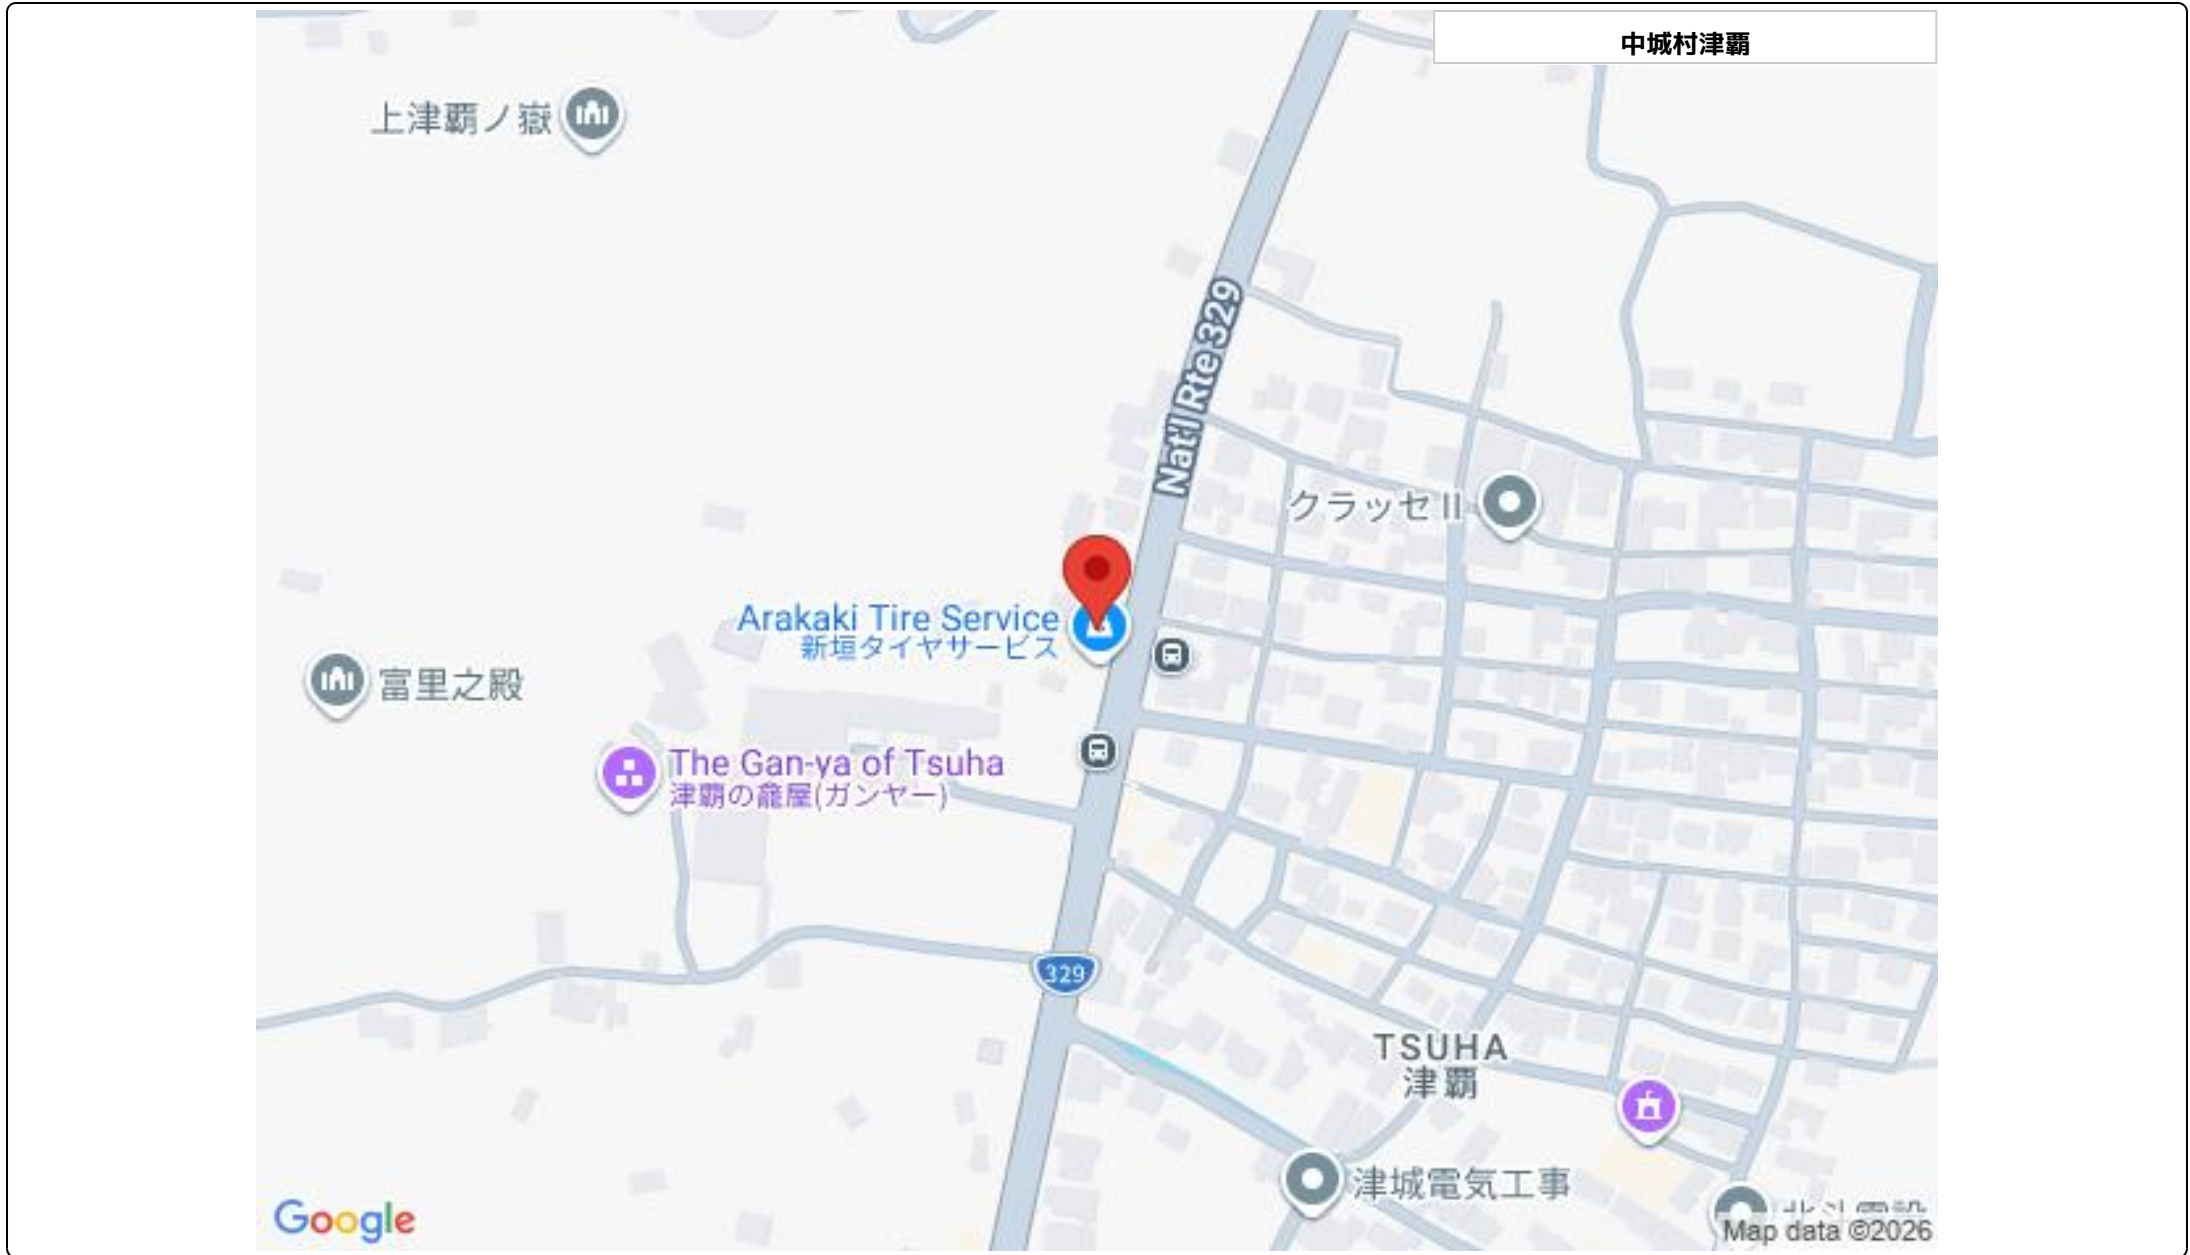 中城村津覇
上津覇ノ嶽
Nat'l Rte 329
クラッセ II
Arakaki Tire Service
新垣タイヤサービス
富里之殿
The Gan-ya of Tsuha
津覇の龕屋(ガンヤー)
329
TSUHA
津覇
津城電気工事
Google
Map data ©2026